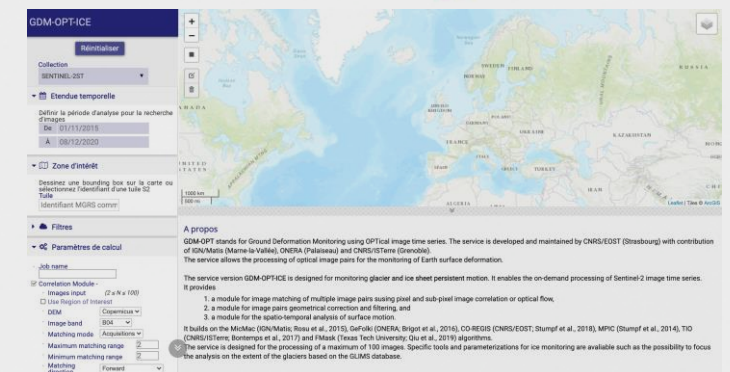 GDM-OPT-ICE
Réinitialiser
Collection
SENTINEL-2ST
Etendue temporelle
Définir la période d'analyse pour la recherche
d'images
De 01/11/2015
A 08/12/2020
Zone d'intérêt
Dessinez une bounding box sur la carte ou
sélectionnez l'identifiant d'une tuile S2
Tuile
Identifiant MGRS comm
Filtres
Paramètres de calcul
Job name
Correlation Module -
Images input (2 ≤ N ≤ 100)
Use Region of Interest
DEM Copernicus
Image band B04
Matching mode Acquisitions
Maximum matching range 2
Minimum matching range 2
Matching
Forward
+
−
SWEDEN
FINLAND
NORWAY
RUSSIA
UNITED
KINGDOM
GERMANY
POLAND
UKRAINE
FRANCE
KAZAKHSTAN
ITALY
SPAIN
GREECE
TURKEY
IRAN
ALGERIA
UNITED
STATES
1000 km
500 mi
Leaflet | Tiles © ArcGIS
A propos
GDM-OPT stands for Ground Deformation Monitoring using OPTical image time series. The service is developed and maintained by CNRS/EOST (Strasbourg) with contribution
of IGN/Matis (Marne-la-Vallée), ONERA (Palaiseau) and CNRS/ISTerre (Grenoble).
The service allows the processing of optical image pairs for the monitoring of Earth surface deformation.
The service version GDM-OPT-ICE is designed for monitoring glacier and ice sheet persistent motion. It enables the on-demand processing of Sentinel-2 image time series.
It provides
1. a module for image matching of multiple image pairs susing pixel and sub-pixel image correlation or optical flow,
2. a module for image pairs geometrical correction and filtering, and
3. a module for the spatio-temporal analysis of surface motion.
It builds on the MicMac (IGN/Matis; Rosu et al., 2015), GeFolki (ONERA; Brigot et al., 2016), CO-REGIS (CNRS/EOST; Stumpf et al., 2018), MPIC (Stumpf et al., 2014), TIO
(CNRS/ISTerre; Bontemps et al., 2017) and FMask (Texas Tech University; Qiu et al., 2019) algorithms.
The service is designed for the processing of a maximum of 100 images. Specific tools and parameterizations for ice monitoring are avaliable such as the possibility to focus
the analysis on the extent of the glaciers based on the GLIMS database.